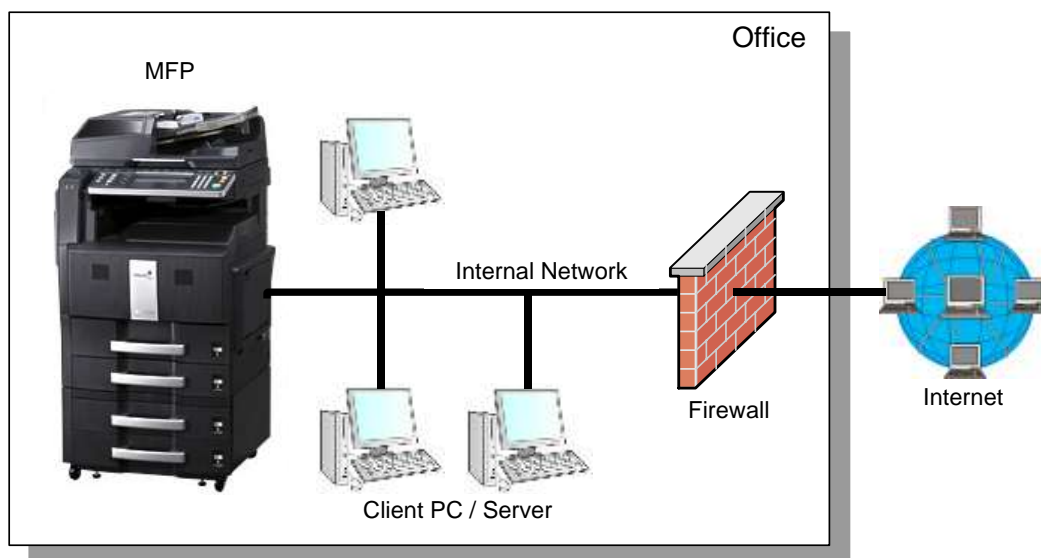 Office
MFP
Internal Network
Firewall
Internet
Client PC / Server